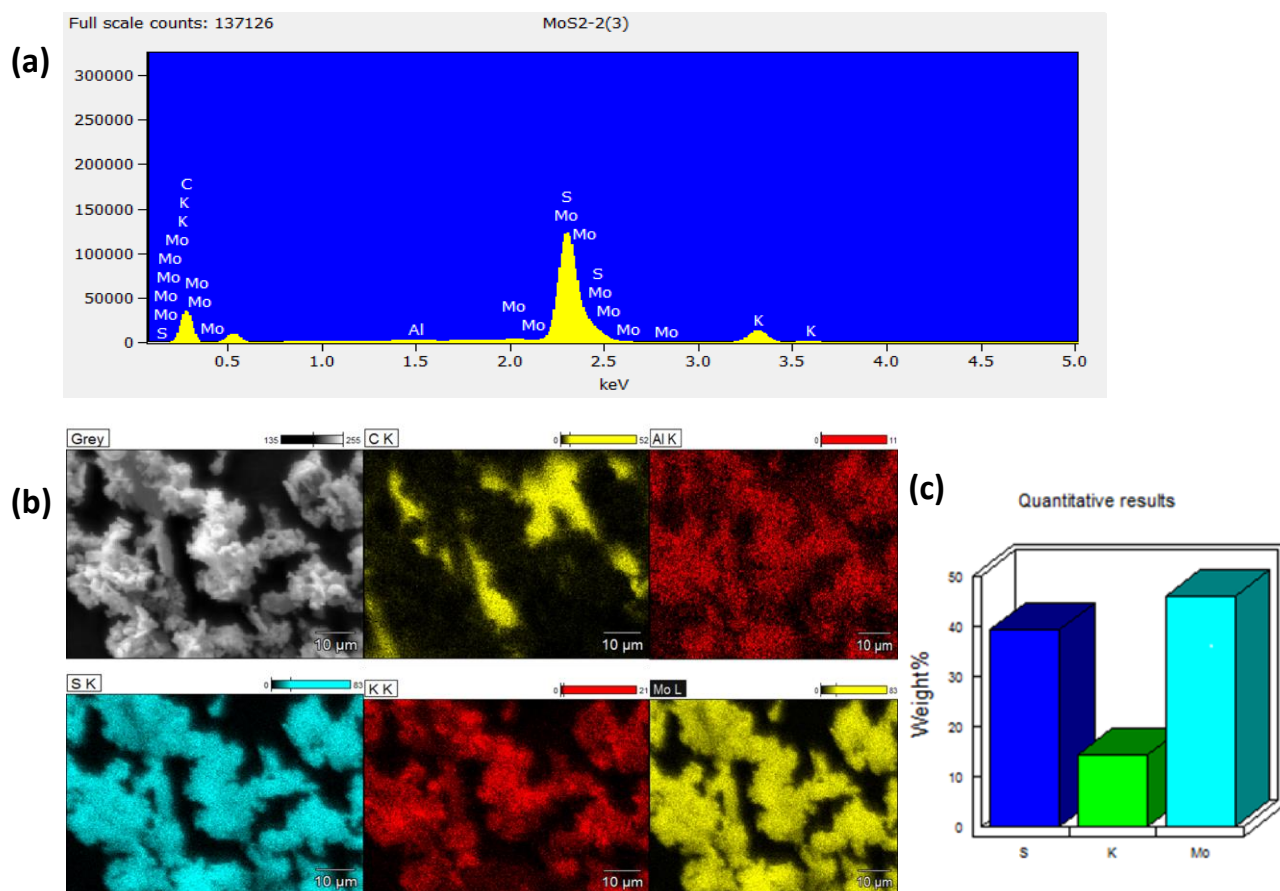 (a)
Full scale counts: 137126 MoS2-2(3)
300000
250000
200000
150000
100000
50000
0
C
K
K
Mo
Mo
Mo
Mo
Mo
S
Mo
Mo
Mo
Al
Mo
Mo
S
Mo
Mo
S
Mo
Mo
Mo
Mo
K
K
0.5 1.0 1.5 2.0 2.5 3.0 3.5 4.0 4.5 5.0
keV
(b)
Grey 135 255
10 µm
C K 0 52
10 µm
Al K 0 11
10 µm
S K 0 83
10 µm
K K 0 21
10 µm
Mo L 0 83
10 µm
(c)
Quantitative results
Weight%
50
40
30
20
10
0
S K Mo